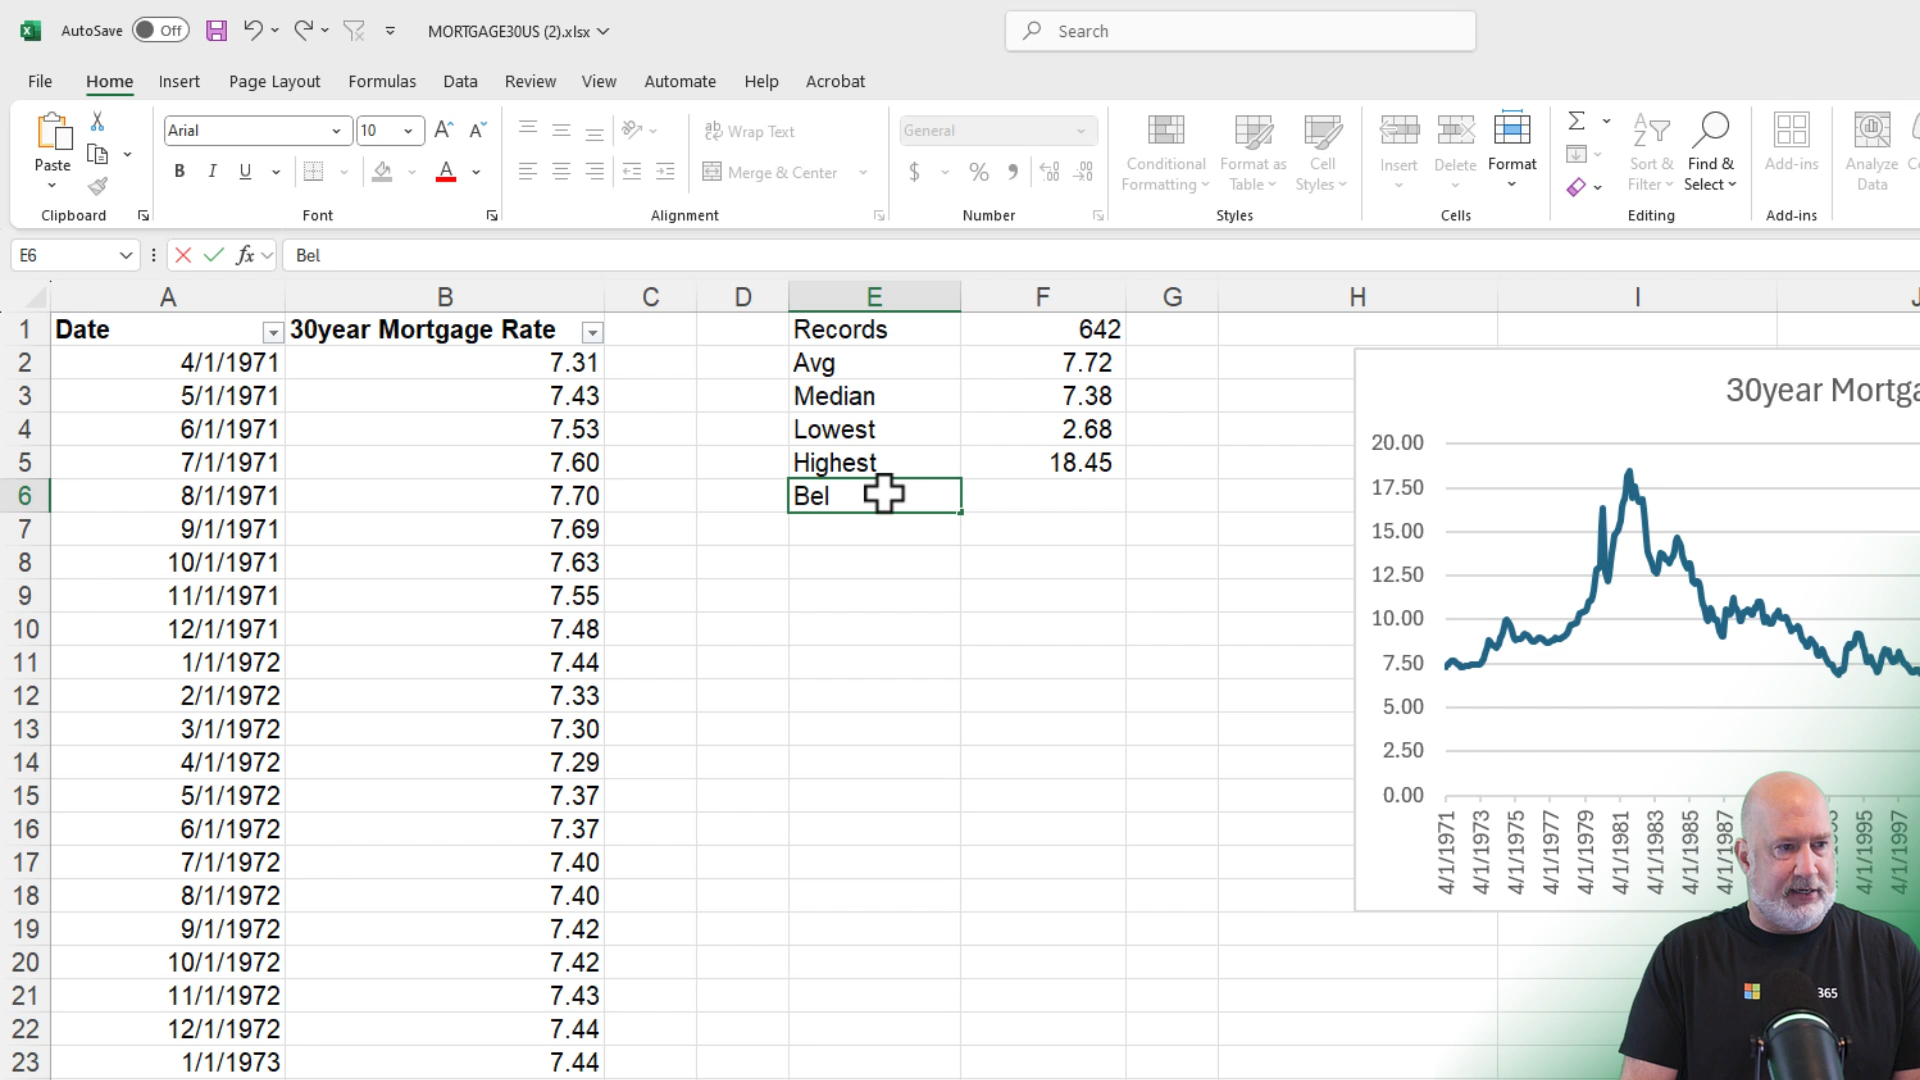 AutoSave Off MORTGAGE30US (2).xlsx Search
File Home Insert Page Layout Formulas Data Review View Automate Help Acrobat
Paste
Clipboard
Arial 10
B I U A
Font
Wrap Text
Merge & Center
Alignment
General
$ % 9
Number
Conditional Formatting
Format as Table
Cell Styles
Styles
Insert Delete Format
Cells
Sort & Filter
Find & Select
Editing
Add-ins
Add-ins
Analyze Data
E6 fx Bel
A B C D E F G H I J
1 Date 30year Mortgage Rate Records 642
2 4/1/1971 7.31 Avg 7.72
3 5/1/1971 7.43 Median 7.38
4 6/1/1971 7.53 Lowest 2.68
5 7/1/1971 7.60 Highest 18.45
6 8/1/1971 7.70 Bel
7 9/1/1971 7.69
8 10/1/1971 7.63
9 11/1/1971 7.55
10 12/1/1971 7.48
11 1/1/1972 7.44
12 2/1/1972 7.33
13 3/1/1972 7.30
14 4/1/1972 7.29
15 5/1/1972 7.37
16 6/1/1972 7.37
17 7/1/1972 7.40
18 8/1/1972 7.40
19 9/1/1972 7.42
20 10/1/1972 7.42
21 11/1/1972 7.43
22 12/1/1972 7.44
23 1/1/1973 7.44
30year Mortga
20.00
17.50
15.00
12.50
10.00
7.50
5.00
2.50
0.00
4/1/1971
4/1/1973
4/1/1975
4/1/1977
4/1/1979
4/1/1981
4/1/1983
4/1/1985
4/1/1987
4/1/1995
4/1/1997
365